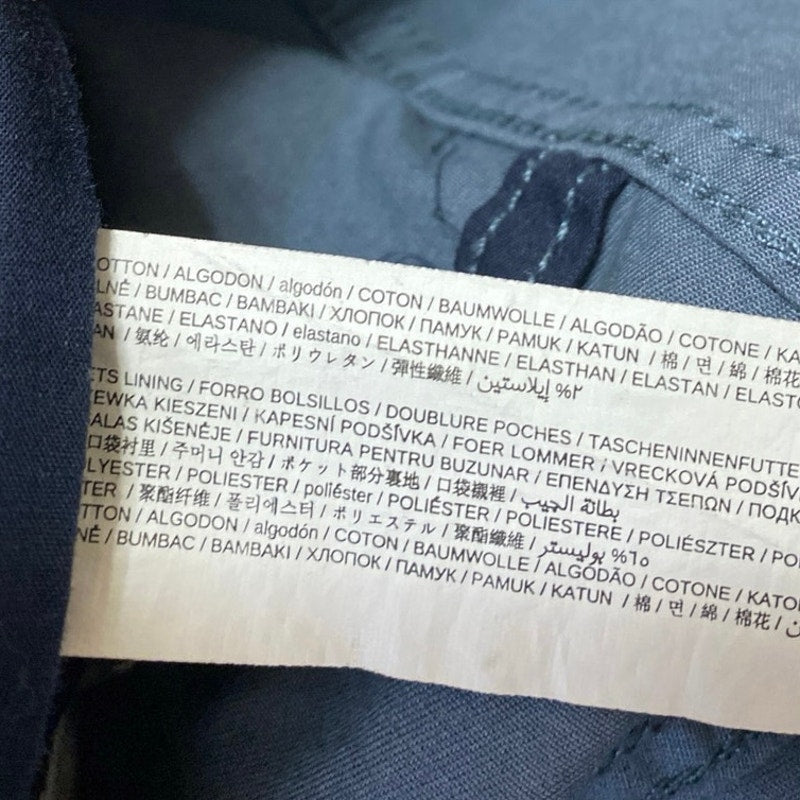 OTTON / ALGODON / algodón / COTON / BAUMWOLLE / ALGODÃO / COTONE / KA
LNÉ / BUMBAC / BAMBAKI / ХЛОПОК / ПАМУК / PAMUK / KATUN / 棉 / 면 / 綿 / 棉花
ASTANE / ELASTANO / elastano / ELASTHANNE / ELASTHAN / ELASTAN / ELASTO
AN / 氨纶 / 에라스탄 / ポリウレタン / 彈性纖維 / إيلاستين %٢
ETS LINING / FORRO BOLSILLOS / DOUBLURE POCHES / TASCHENINNENFUTTE
EWKA KIESZENI / KAPESNÍ PODŠÍVKA / FOER LOMMER / VRECKOVÁ PODŠÍV
ALAS KIŠENĖJE / FURNITURA PENTRU BUZUNAR / ΕΠΕΝΔΥΣΗ ΤΣΕΠΩΝ / ПОДК
口袋衬里 / 주머니 안감 / ポケット部分裏地 / 口袋襯裡 / بطانة الجيب
LYESTER / POLIESTER / poliéster / POLIÉSTER / POLIESTERE / POLIÉSZTER / PO
TER / 聚酯纤维 / 폴리에스터 / ポリエステル / 聚酯纖維 / بوليستر %٦٥
TTON / ALGODON / algodón / COTON / BAUMWOLLE / ALGODÃO / COTONE / KATO
NÉ / BUMBAC / BAMBAKI / ХЛОПОК / ПАМУК / PAMUK / KATUN / 棉 / 면 / 綿 / 棉花 /